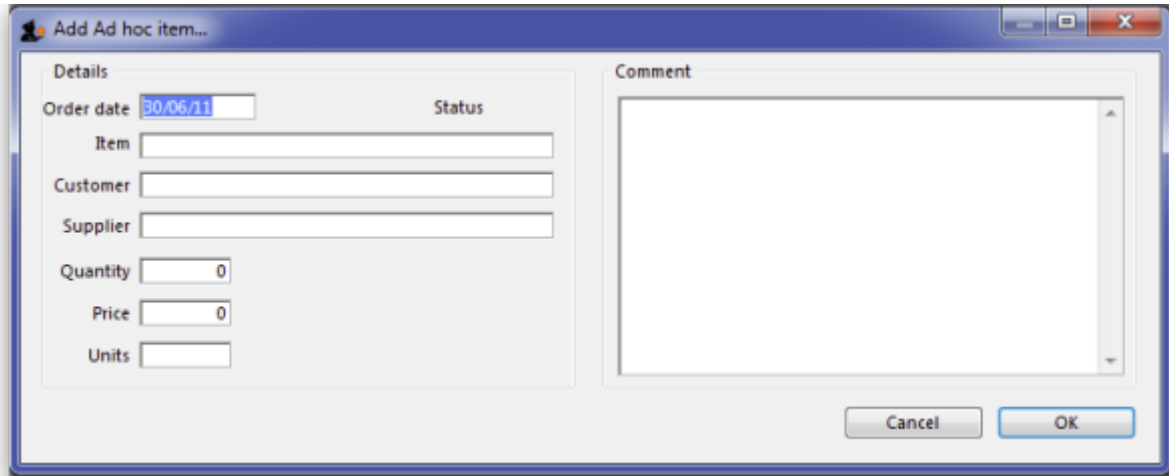 Add Ad hoc item...
Details
Order date 30/06/11 Status
Item
Customer
Supplier
Quantity 0
Price 0
Units
Comment
Cancel OK